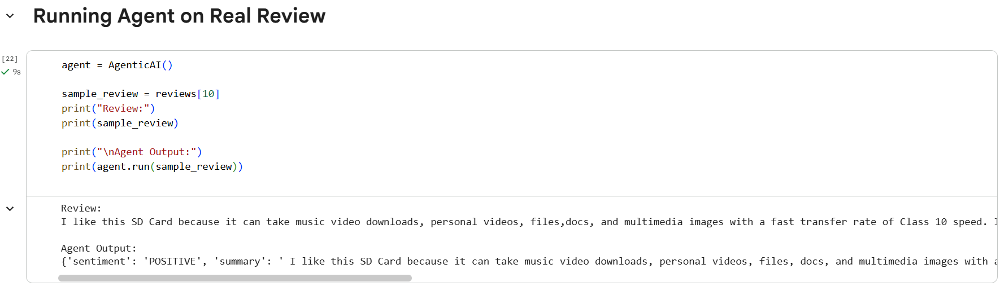 Running Agent on Real Review
[22]
9s
agent = AgenticAI()
sample_review = reviews[10]
print("Review:")
print(sample_review)
print("\nAgent Output:")
print(agent.run(sample_review))
Review:
I like this SD Card because it can take music video downloads, personal videos, files,docs, and multimedia images with a fast transfer rate of Class 10 speed.
Agent Output:
{'sentiment': 'POSITIVE', 'summary': ' I like this SD Card because it can take music video downloads, personal videos, files, docs, and multimedia images with